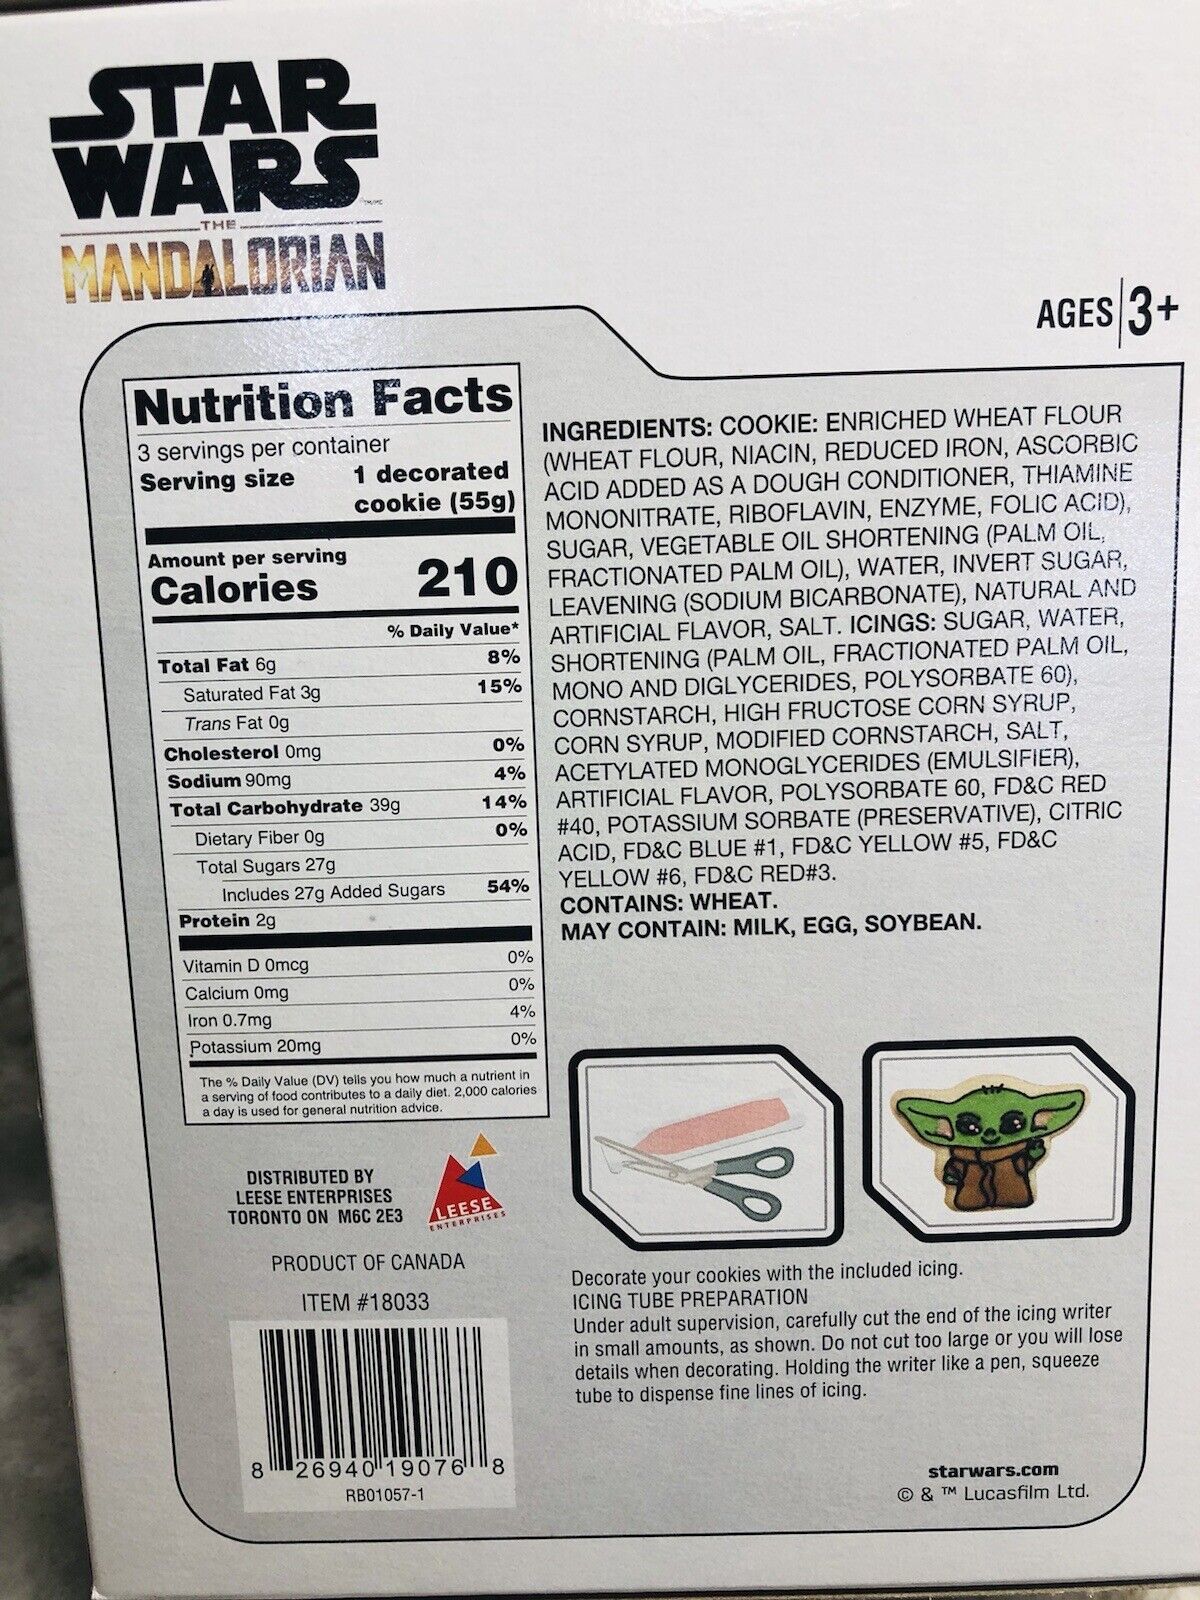 STAR
WARS
TM/MC
THE
MANDALORIAN
AGES 3+
Nutrition Facts
3 servings per container
Serving size 1 decorated
cookie (55g)
Amount per serving
Calories 210
% Daily Value*
Total Fat 6g 8%
Saturated Fat 3g 15%
Trans Fat 0g
Cholesterol 0mg 0%
Sodium 90mg 4%
Total Carbohydrate 39g 14%
Dietary Fiber 0g 0%
Total Sugars 27g
Includes 27g Added Sugars 54%
Protein 2g
Vitamin D 0mcg 0%
Calcium 0mg 0%
Iron 0.7mg 4%
Potassium 20mg 0%
The % Daily Value (DV) tells you how much a nutrient in
a serving of food contributes to a daily diet. 2,000 calories
a day is used for general nutrition advice.
INGREDIENTS: COOKIE: ENRICHED WHEAT FLOUR
(WHEAT FLOUR, NIACIN, REDUCED IRON, ASCORBIC
ACID ADDED AS A DOUGH CONDITIONER, THIAMINE
MONONITRATE, RIBOFLAVIN, ENZYME, FOLIC ACID),
SUGAR, VEGETABLE OIL SHORTENING (PALM OIL,
FRACTIONATED PALM OIL), WATER, INVERT SUGAR,
LEAVENING (SODIUM BICARBONATE), NATURAL AND
ARTIFICIAL FLAVOR, SALT. ICINGS: SUGAR, WATER,
SHORTENING (PALM OIL, FRACTIONATED PALM OIL,
MONO AND DIGLYCERIDES, POLYSORBATE 60),
CORNSTARCH, HIGH FRUCTOSE CORN SYRUP,
CORN SYRUP, MODIFIED CORNSTARCH, SALT,
ACETYLATED MONOGLYCERIDES (EMULSIFIER),
ARTIFICIAL FLAVOR, POLYSORBATE 60, FD&C RED
#40, POTASSIUM SORBATE (PRESERVATIVE), CITRIC
ACID, FD&C BLUE #1, FD&C YELLOW #5, FD&C
YELLOW #6, FD&C RED#3.
CONTAINS: WHEAT.
MAY CONTAIN: MILK, EGG, SOYBEAN.
DISTRIBUTED BY
LEESE ENTERPRISES
TORONTO ON M6C 2E3
LEESE
ENTERPRISES
PRODUCT OF CANADA
ITEM #18033
8 26940 19076 8
RB01057-1
Decorate your cookies with the included icing.
ICING TUBE PREPARATION
Under adult supervision, carefully cut the end of the icing writer
in small amounts, as shown. Do not cut too large or you will lose
details when decorating. Holding the writer like a pen, squeeze
tube to dispense fine lines of icing.
starwars.com
© & ™ Lucasfilm Ltd.